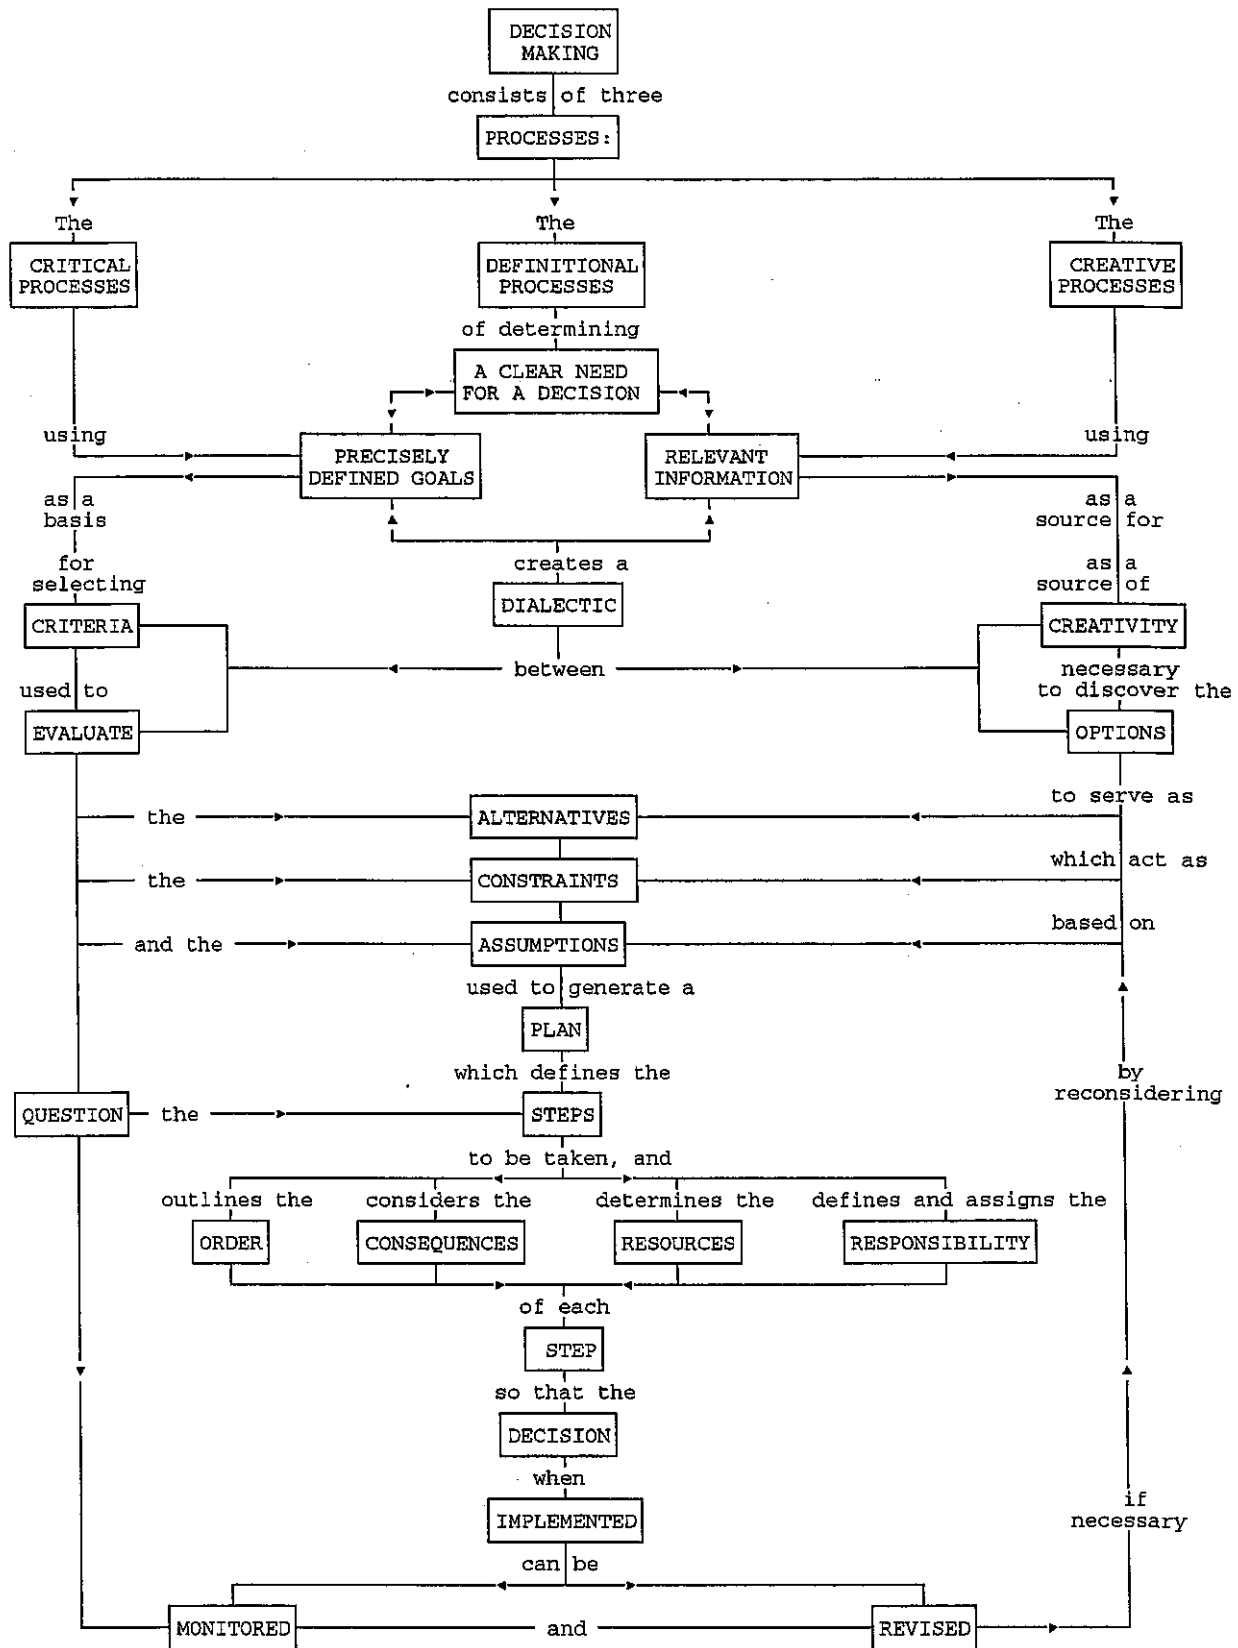 DECISION
MAKING
consists of three
PROCESSES:
The
The
The
CRITICAL
PROCESSES
DEFINITIONAL
PROCESSES
CREATIVE
PROCESSES
of determining
A CLEAR NEED
FOR A DECISION
using
using
PRECISELY
DEFINED GOALS
RELEVANT
INFORMATION
as a
basis
as a
source for
for
selecting
creates a
as a
source of
CRITERIA
DIALECTIC
CREATIVITY
between
used to
necessary
to discover the
EVALUATE
OPTIONS
to serve as
the
ALTERNATIVES
which act as
the
CONSTRAINTS
based on
and the
ASSUMPTIONS
used to generate a
PLAN
which defines the
by
reconsidering
QUESTION
the
STEPS
to be taken, and
outlines the
considers the
determines the
defines and assigns the
ORDER
CONSEQUENCES
RESOURCES
RESPONSIBILITY
of each
STEP
so that the
DECISION
when
IMPLEMENTED
if
necessary
can be
MONITORED
and
REVISED